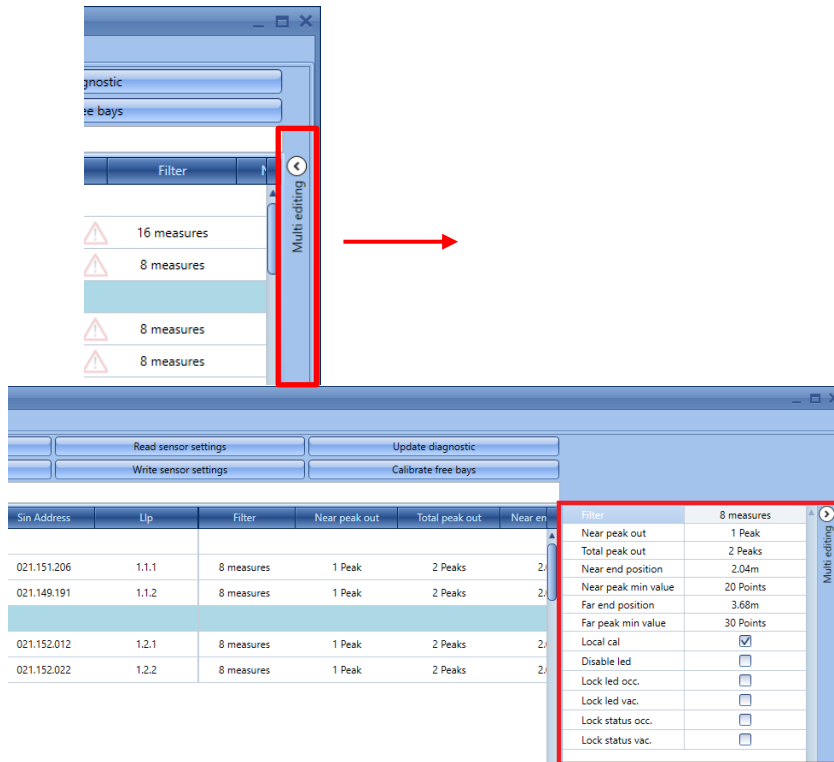 gnostic
ee bays
Filter N
Multi editing
16 measures
8 measures
8 measures
8 measures
Read sensor settings Update diagnostic
Write sensor settings Calibrate free bays
Sin Address Llp Filter Near peak out Total peak out Near en
021.151.206 1.1.1 8 measures 1 Peak 2 Peaks 2.
021.149.191 1.1.2 8 measures 1 Peak 2 Peaks 2.
021.152.012 1.2.1 8 measures 1 Peak 2 Peaks 2.
021.152.022 1.2.2 8 measures 1 Peak 2 Peaks 2.
Filter 8 measures
Near peak out 1 Peak
Total peak out 2 Peaks
Near end position 2.04m
Near peak min value 20 Points
Far end position 3.68m
Far peak min value 30 Points
Local cal
Disable led
Lock led occ.
Lock led vac.
Lock status occ.
Lock status vac.
Multi editing